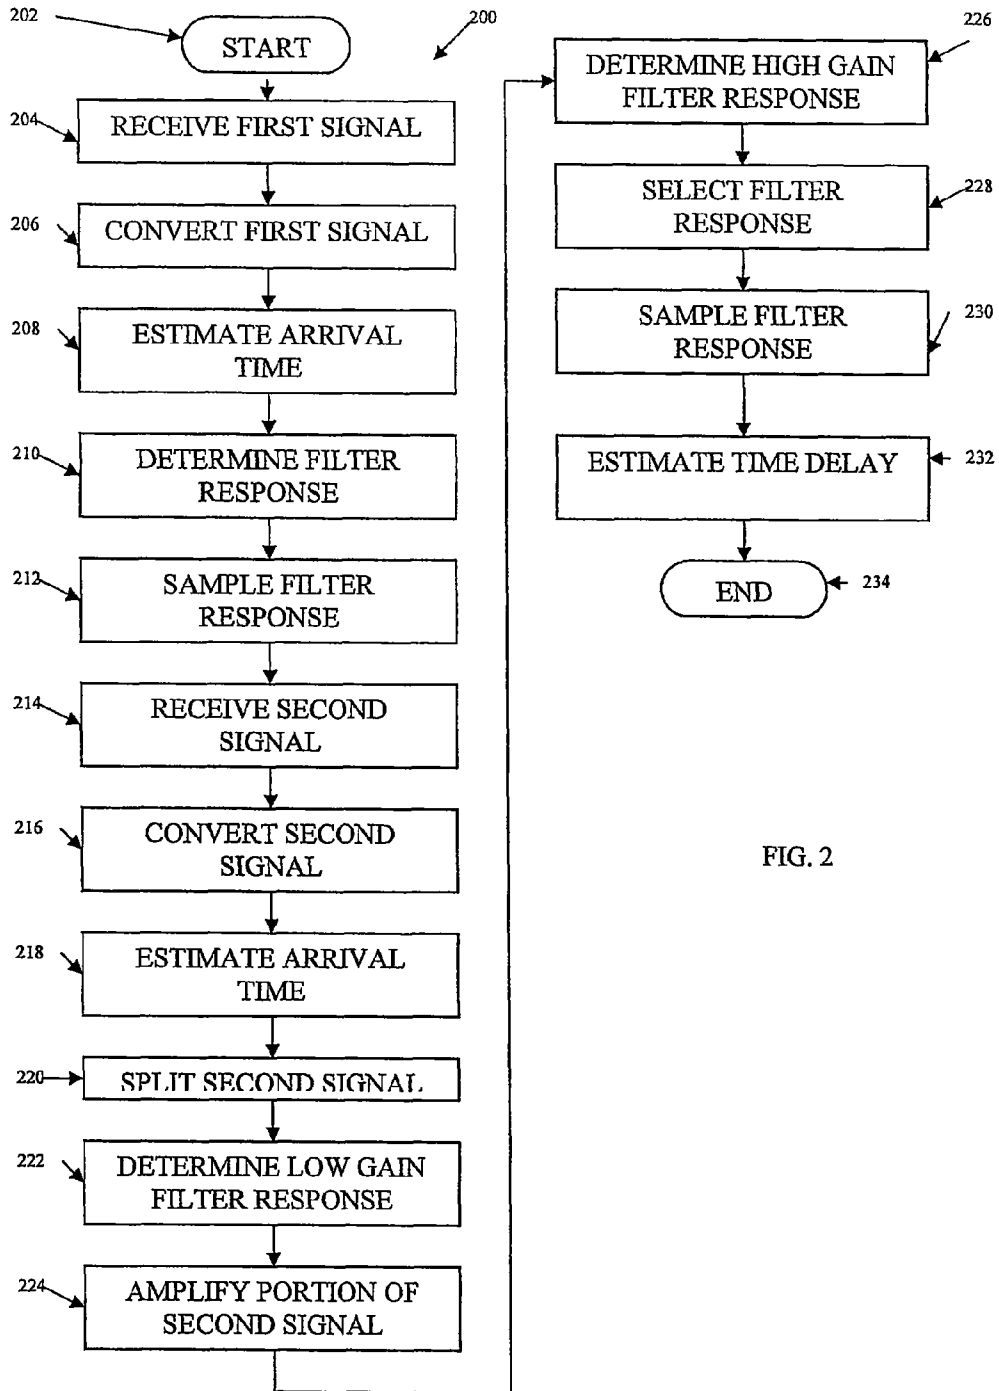 202
START
200
204
RECEIVE FIRST SIGNAL
206
CONVERT FIRST SIGNAL
208
ESTIMATE ARRIVAL
TIME
210
DETERMINE FILTER
RESPONSE
212
SAMPLE FILTER
RESPONSE
214
RECEIVE SECOND
SIGNAL
216
CONVERT SECOND
SIGNAL
218
ESTIMATE ARRIVAL
TIME
220
SPLIT SECOND SIGNAL
222
DETERMINE LOW GAIN
FILTER RESPONSE
224
AMPLIFY PORTION OF
SECOND SIGNAL
226
DETERMINE HIGH GAIN
FILTER RESPONSE
228
SELECT FILTER
RESPONSE
230
SAMPLE FILTER
RESPONSE
232
ESTIMATE TIME DELAY
END
234
FIG. 2